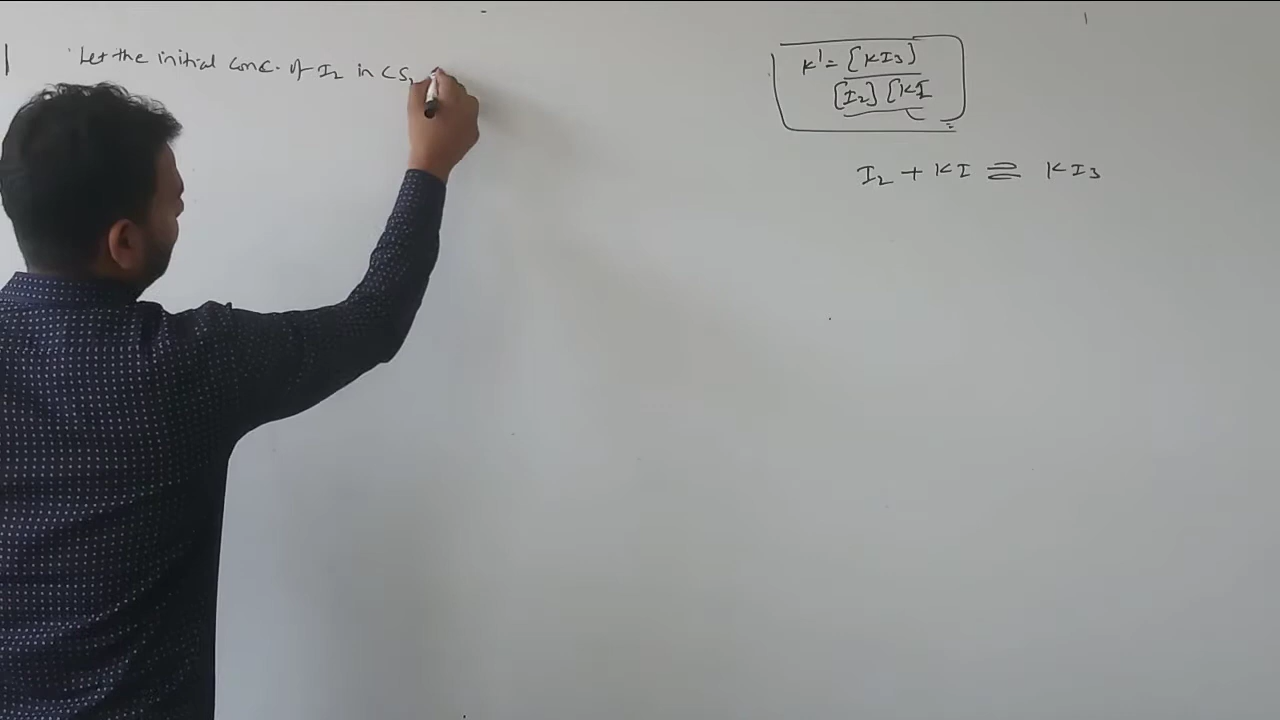 Let the initial conc. of I₂ in CS₂
K' = [KI₃]
[I₂] [KI
I₂ + KI ⇌ KI₃